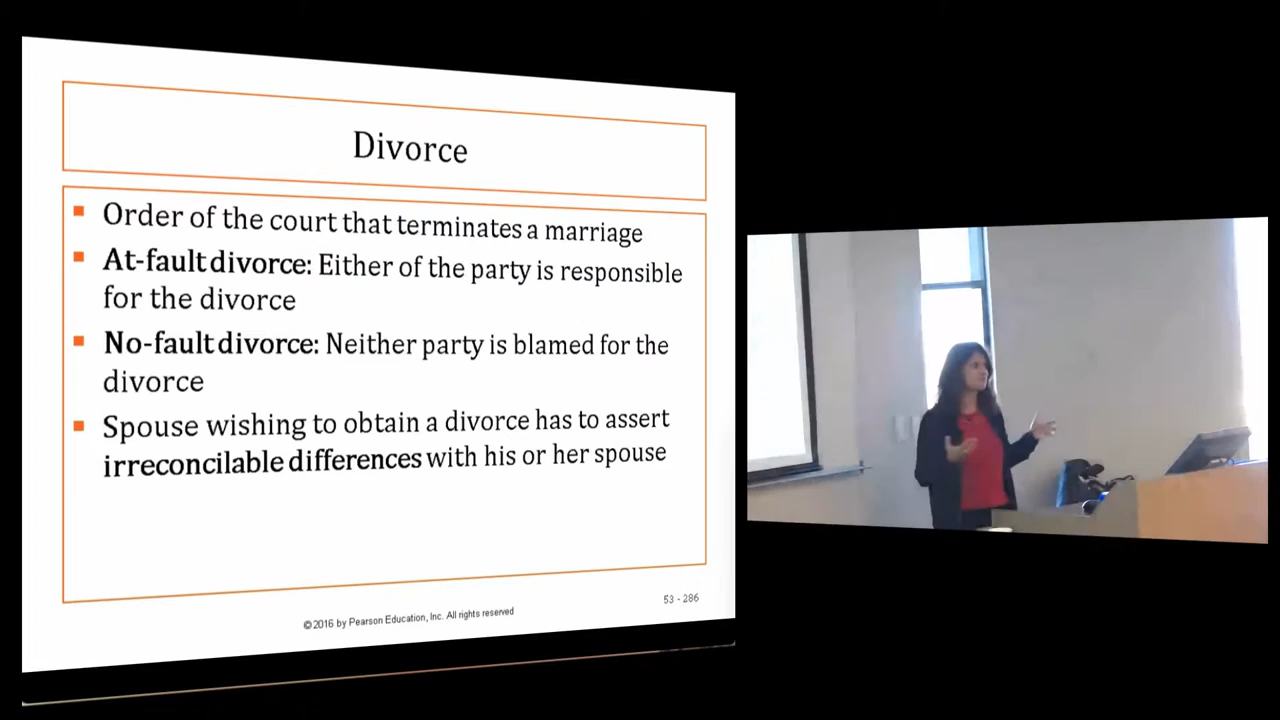 Divorce
Order of the court that terminates a marriage
At-fault divorce: Either of the party is responsible
for the divorce
No-fault divorce: Neither party is blamed for the
divorce
Spouse wishing to obtain a divorce has to assert
irreconcilable differences with his or her spouse
53 - 286
©2016 by Pearson Education, Inc. All rights reserved